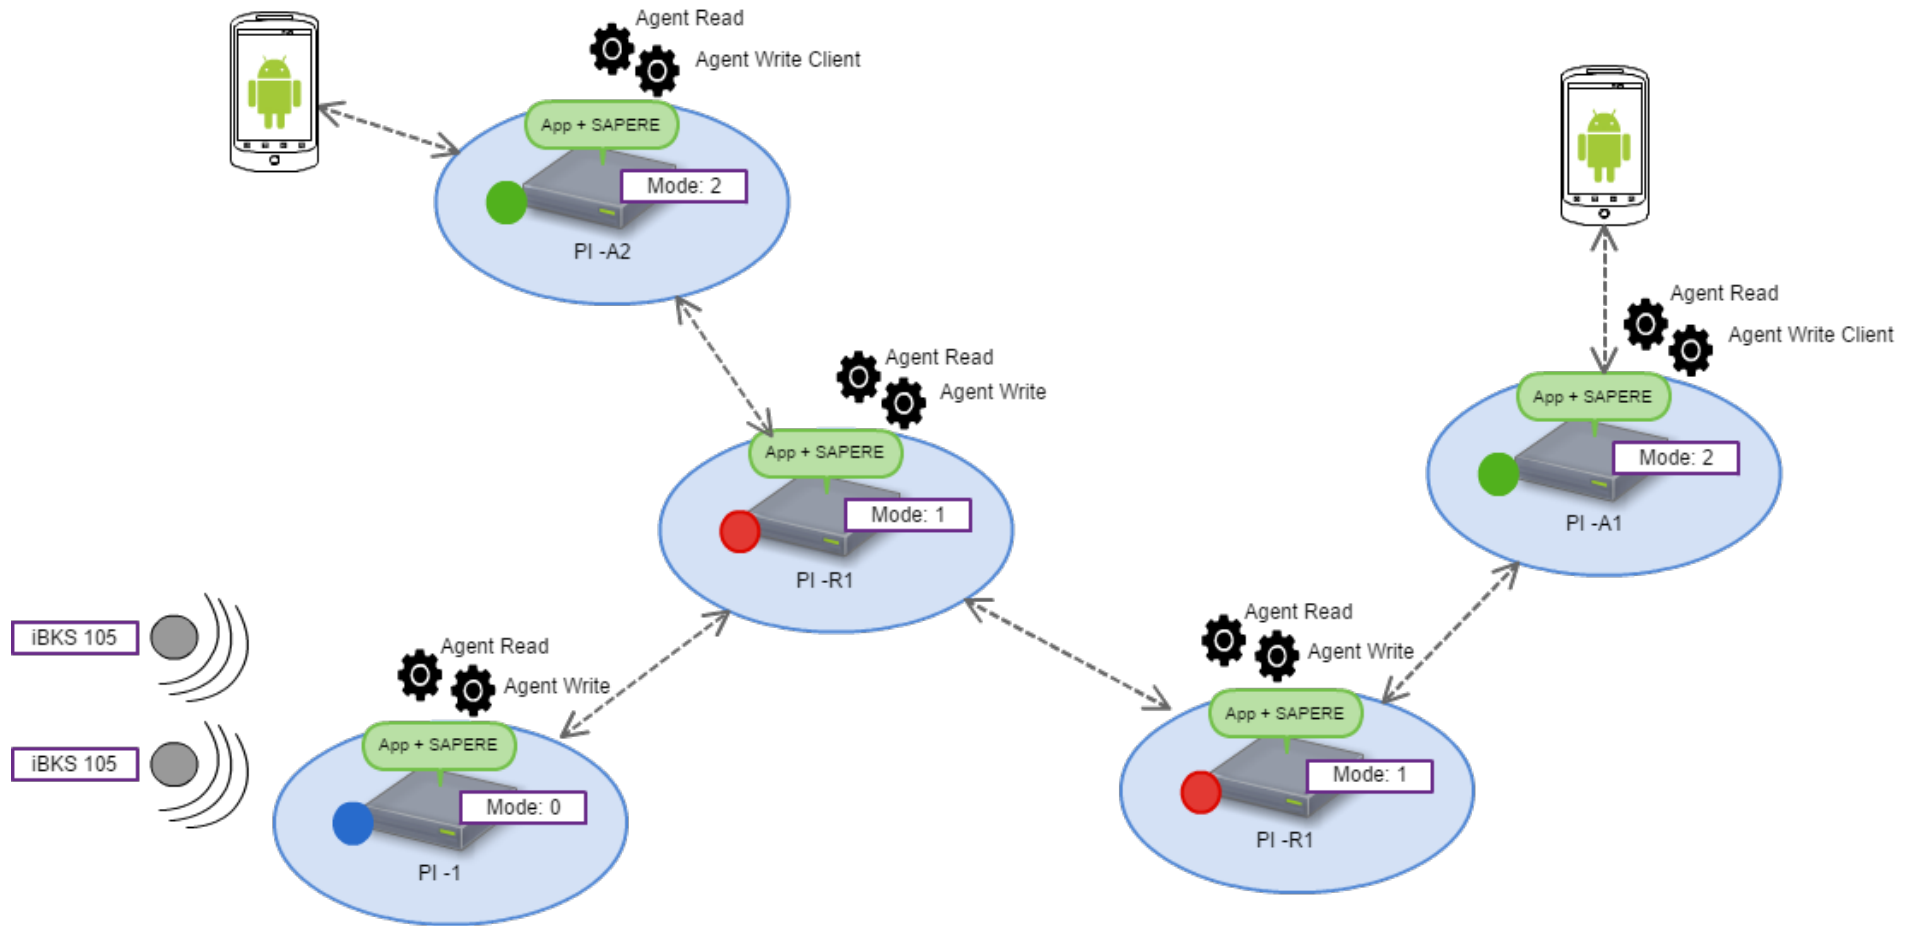 Agent Read
Agent Write Client
App + SAPERE
Mode: 2
PI -A2
Agent Read
Agent Write Client
App + SAPERE
Mode: 2
PI -A1
Agent Read
Agent Write
App + SAPERE
Mode: 1
PI -R1
iBKS 105
iBKS 105
Agent Read
Agent Write
App + SAPERE
Mode: 0
PI -1
Agent Read
Agent Write
App + SAPERE
Mode: 1
PI -R1